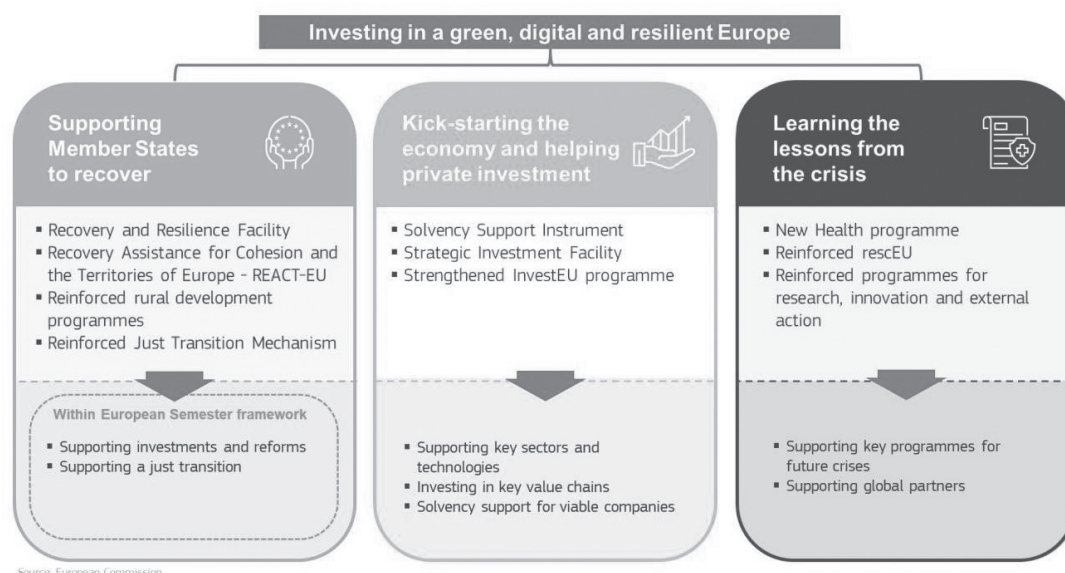 Investing in a green, digital and resilient Europe
Supporting
Member States
to recover
▪ Recovery and Resilience Facility
▪ Recovery Assistance for Cohesion and
the Territories of Europe - REACT-EU
▪ Reinforced rural development
programmes
▪ Reinforced Just Transition Mechanism
Within European Semester framework
▪ Supporting investments and reforms
▪ Supporting a just transition
Kick-starting the
economy and helping
private investment
▪ Solvency Support Instrument
▪ Strategic Investment Facility
▪ Strengthened InvestEU programme
▪ Supporting key sectors and
technologies
▪ Investing in key value chains
▪ Solvency support for viable companies
Learning the
lessons from
the crisis
▪ New Health programme
▪ Reinforced rescEU
▪ Reinforced programmes for
research, innovation and external
action
▪ Supporting key programmes for
future crises
▪ Supporting global partners
Source: European Commission